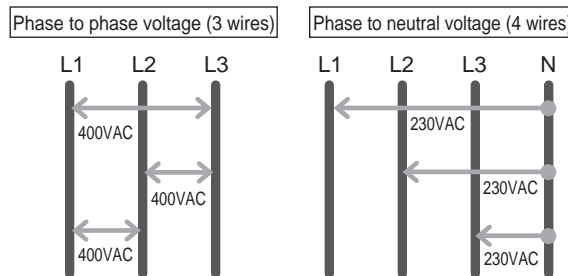 Phase to phase voltage (3 wires)
L1 L2 L3
400VAC
400VAC
400VAC
Phase to neutral voltage (4 wires)
L1 L2 L3 N
230VAC
230VAC
230VAC